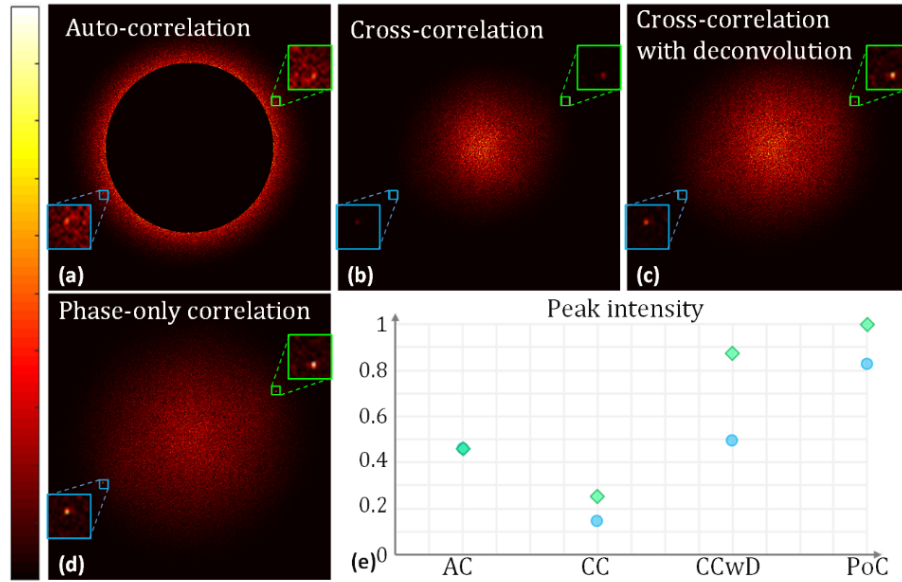 Auto-correlation
(a)
Cross-correlation
(b)
Cross-correlation
with deconvolution
(c)
Phase-only correlation
(d)
Peak intensity
1
0.8
0.6
0.4
0.2
0
(e)
AC CC CCwD PoC